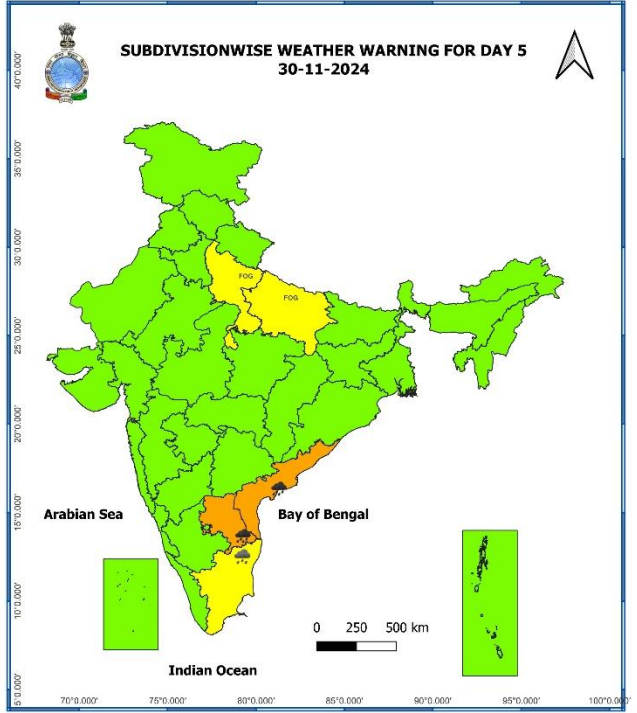 SUBDIVISIONWISE WEATHER WARNING FOR DAY 5
30-11-2024
40°0.000'
35°0.000'
30°0.000'
25°0.000'
20°0.000'
15°0.000'
10°0.000'
5°0.000'
FOG
FOG
Arabian Sea
Bay of Bengal
0 250 500 km
Indian Ocean
70°0.000' 75°0.000' 80°0.000' 85°0.000' 90°0.000' 95°0.000' 100°0.000'